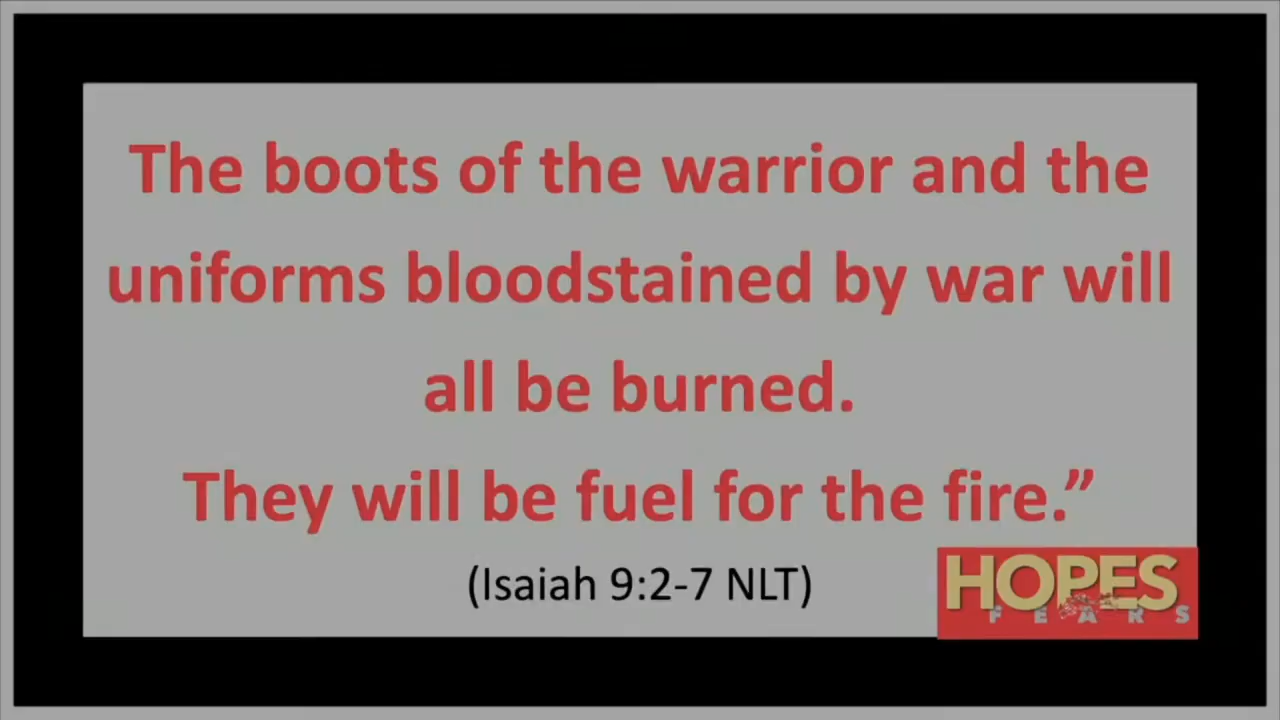 The boots of the warrior and the
uniforms bloodstained by war will
all be burned.
They will be fuel for the fire.”
(Isaiah 9:2-7 NLT)
HOPES
FEARS